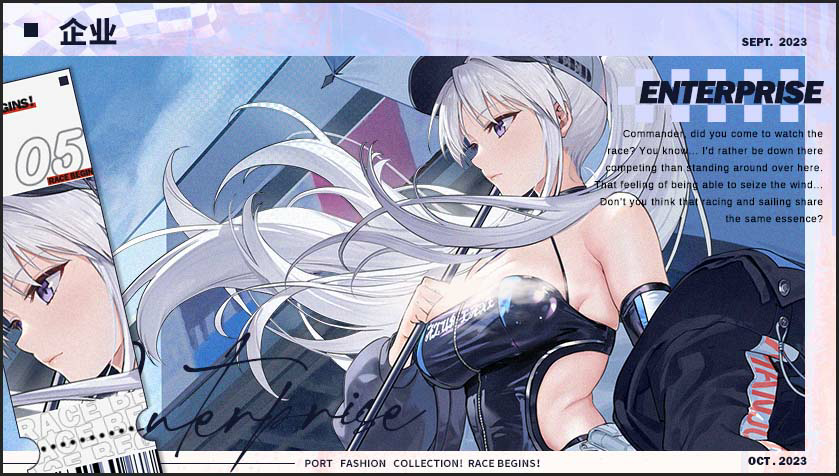 企业
SEPT. 2023
GINS!
05
RACE BEGIN
ENTERPRISE
Commander, did you come to watch the
race? You know... I'd rather be down there
competing than standing around over here.
That feeling of being able to seize the wind...
Don't you think that racing and sailing share
the same essence?
Enterprise
RACE BE
PORT FASHION COLLECTION! RACE BEGINS!
OCT. 2023